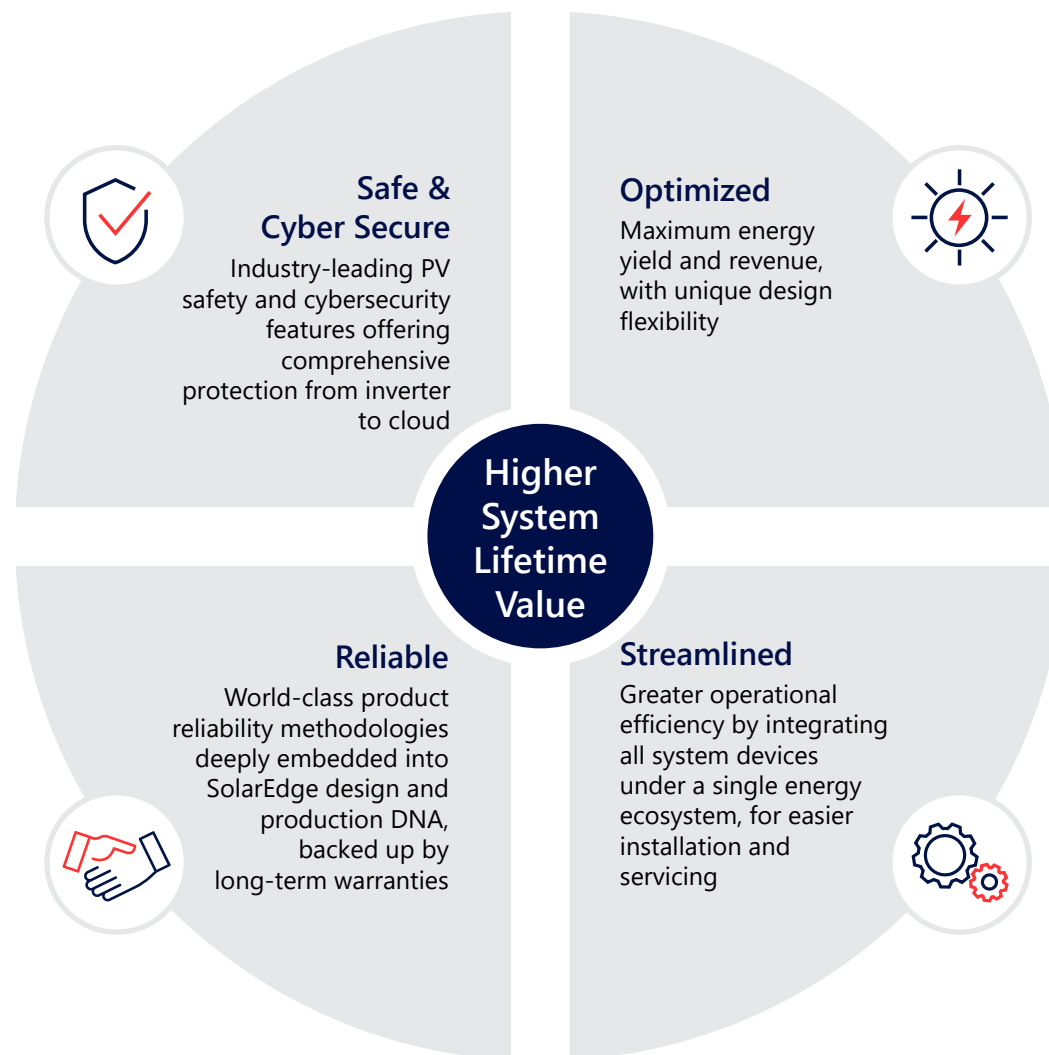 Safe &
Cyber Secure
Industry-leading PV
safety and cybersecurity
features offering
comprehensive
protection from inverter
to cloud
Optimized
Maximum energy
yield and revenue,
with unique design
flexibility
Higher
System
Lifetime
Value
Reliable
World-class product
reliability methodologies
deeply embedded into
SolarEdge design and
production DNA,
backed up by
long-term warranties
Streamlined
Greater operational
efficiency by integrating
all system devices
under a single energy
ecosystem, for easier
installation and
servicing